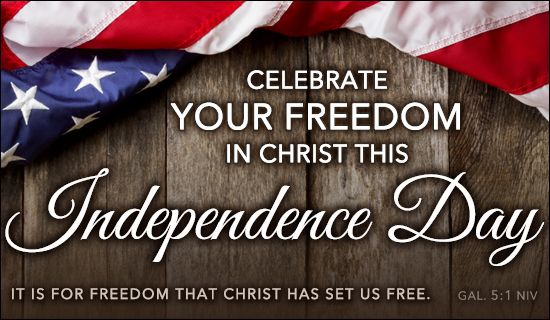 CELEBRATE
YOUR FREEDOM
IN CHRIST THIS
Independence Day
IT IS FOR FREEDOM THAT CHRIST HAS SET US FREE. GAL. 5:1 NIV